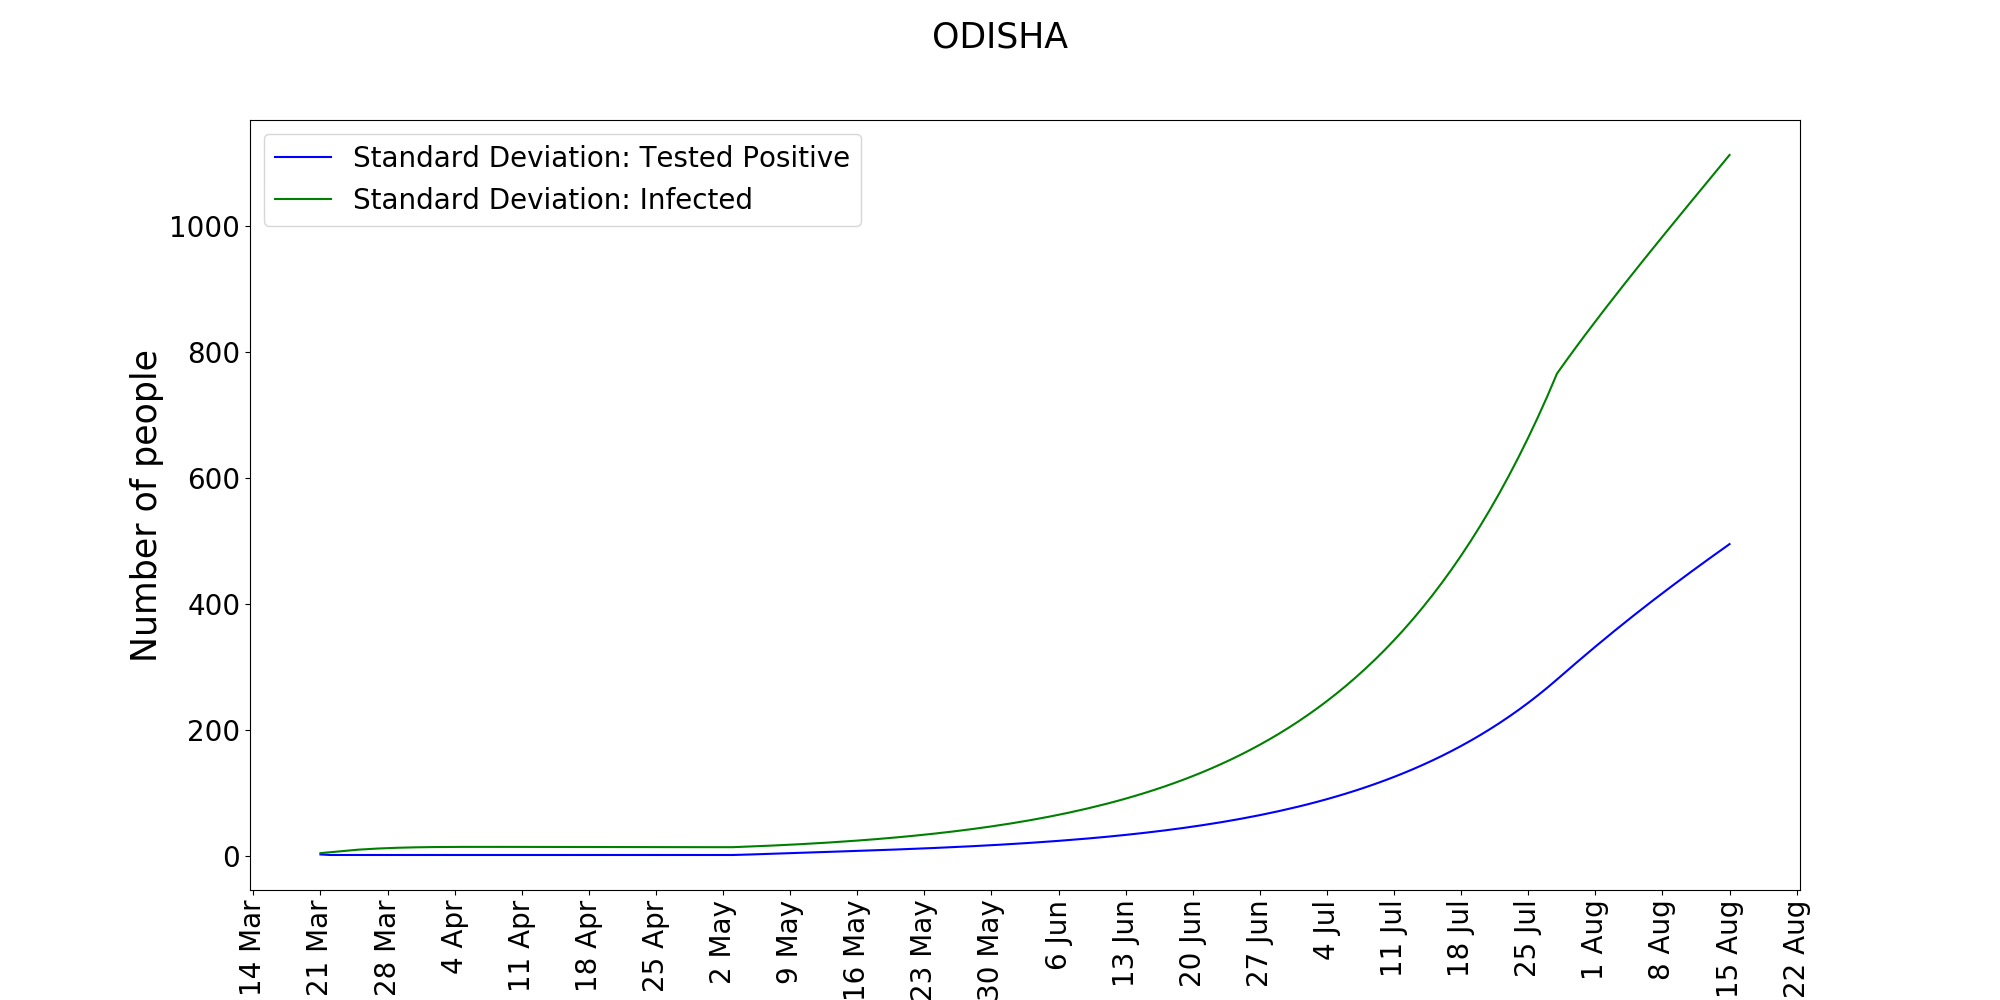 ODISHA
Standard Deviation: Tested Positive
Standard Deviation: Infected
Number of people
1000
800
600
400
200
0
14 Mar
21 Mar
28 Mar
4 Apr
11 Apr
18 Apr
25 Apr
2 May
9 May
16 May
23 May
30 May
6 Jun
13 Jun
20 Jun
27 Jun
4 Jul
11 Jul
18 Jul
25 Jul
1 Aug
8 Aug
15 Aug
22 Aug